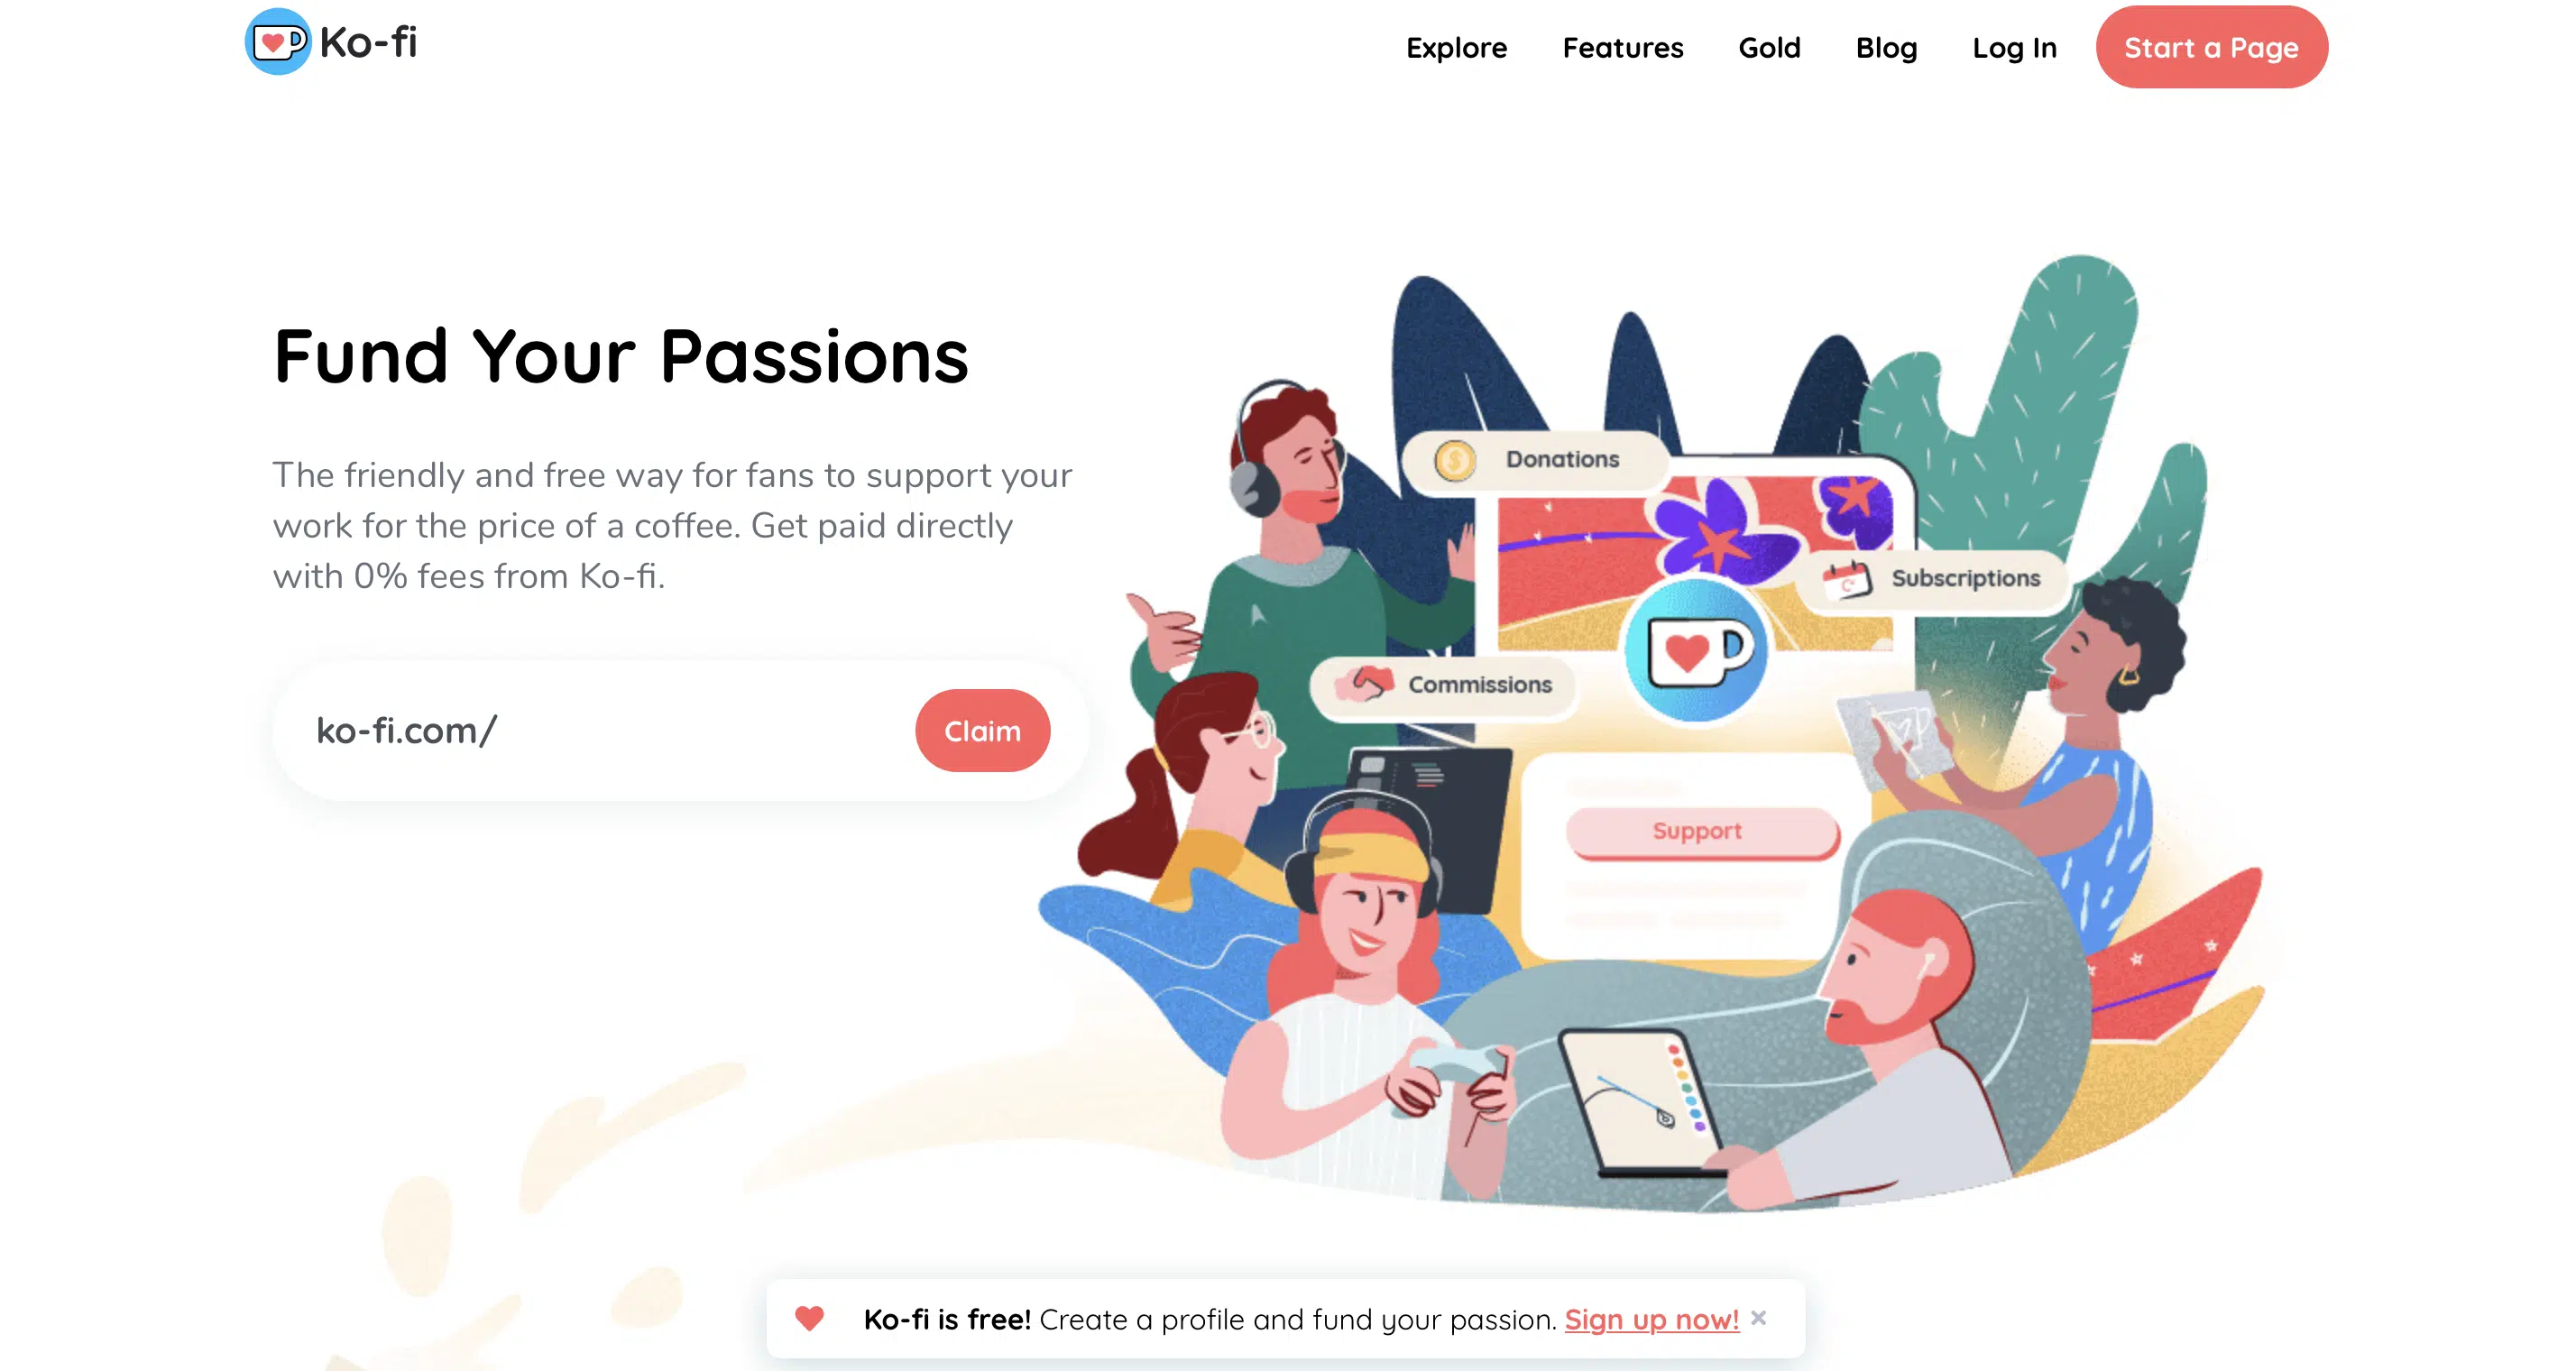 Ko-fi
Explore
Features
Gold
Blog
Log In
Start a Page
Fund Your Passions
The friendly and free way for fans to support your
work for the price of a coffee. Get paid directly
with 0% fees from Ko-fi.
ko-fi.com/
Claim
Donations
Subscriptions
Commissions
Support
Ko-fi is free! Create a profile and fund your passion. Sign up now! ×